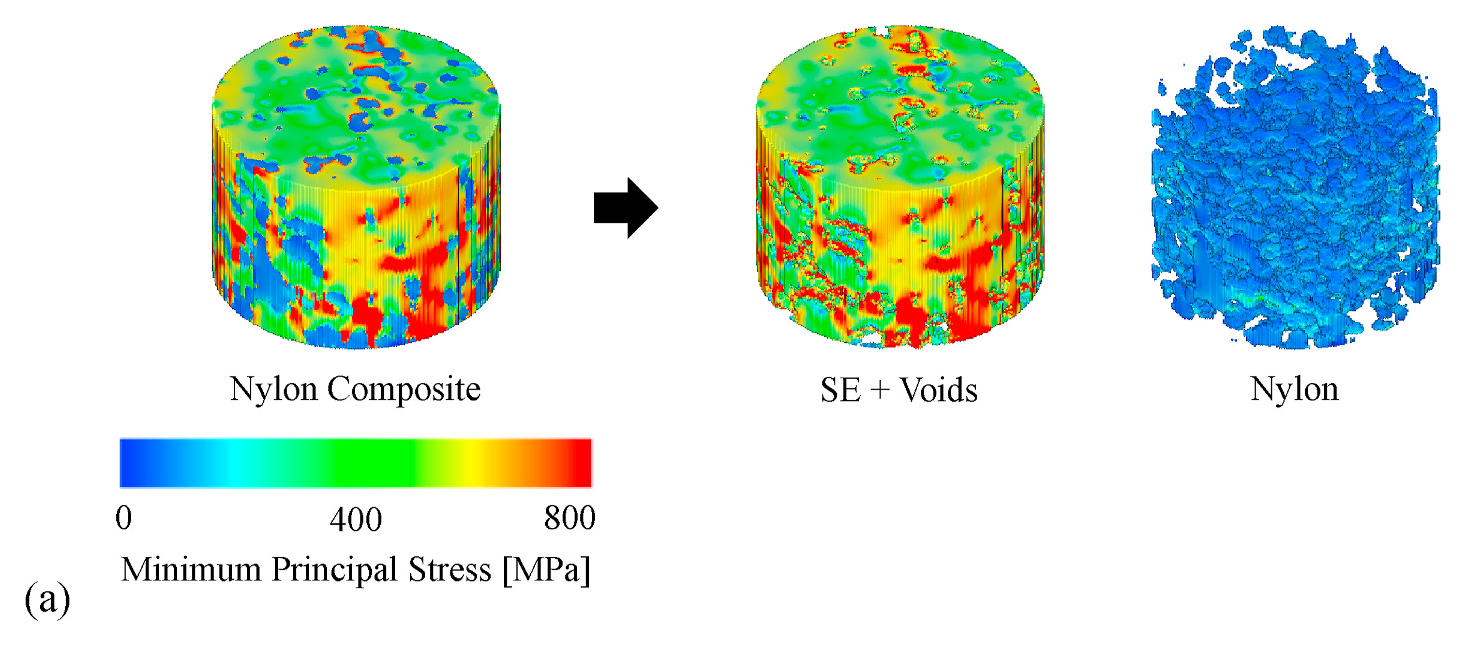 Nylon Composite
SE + Voids
Nylon
0 400 800
Minimum Principal Stress [MPa]
(a)